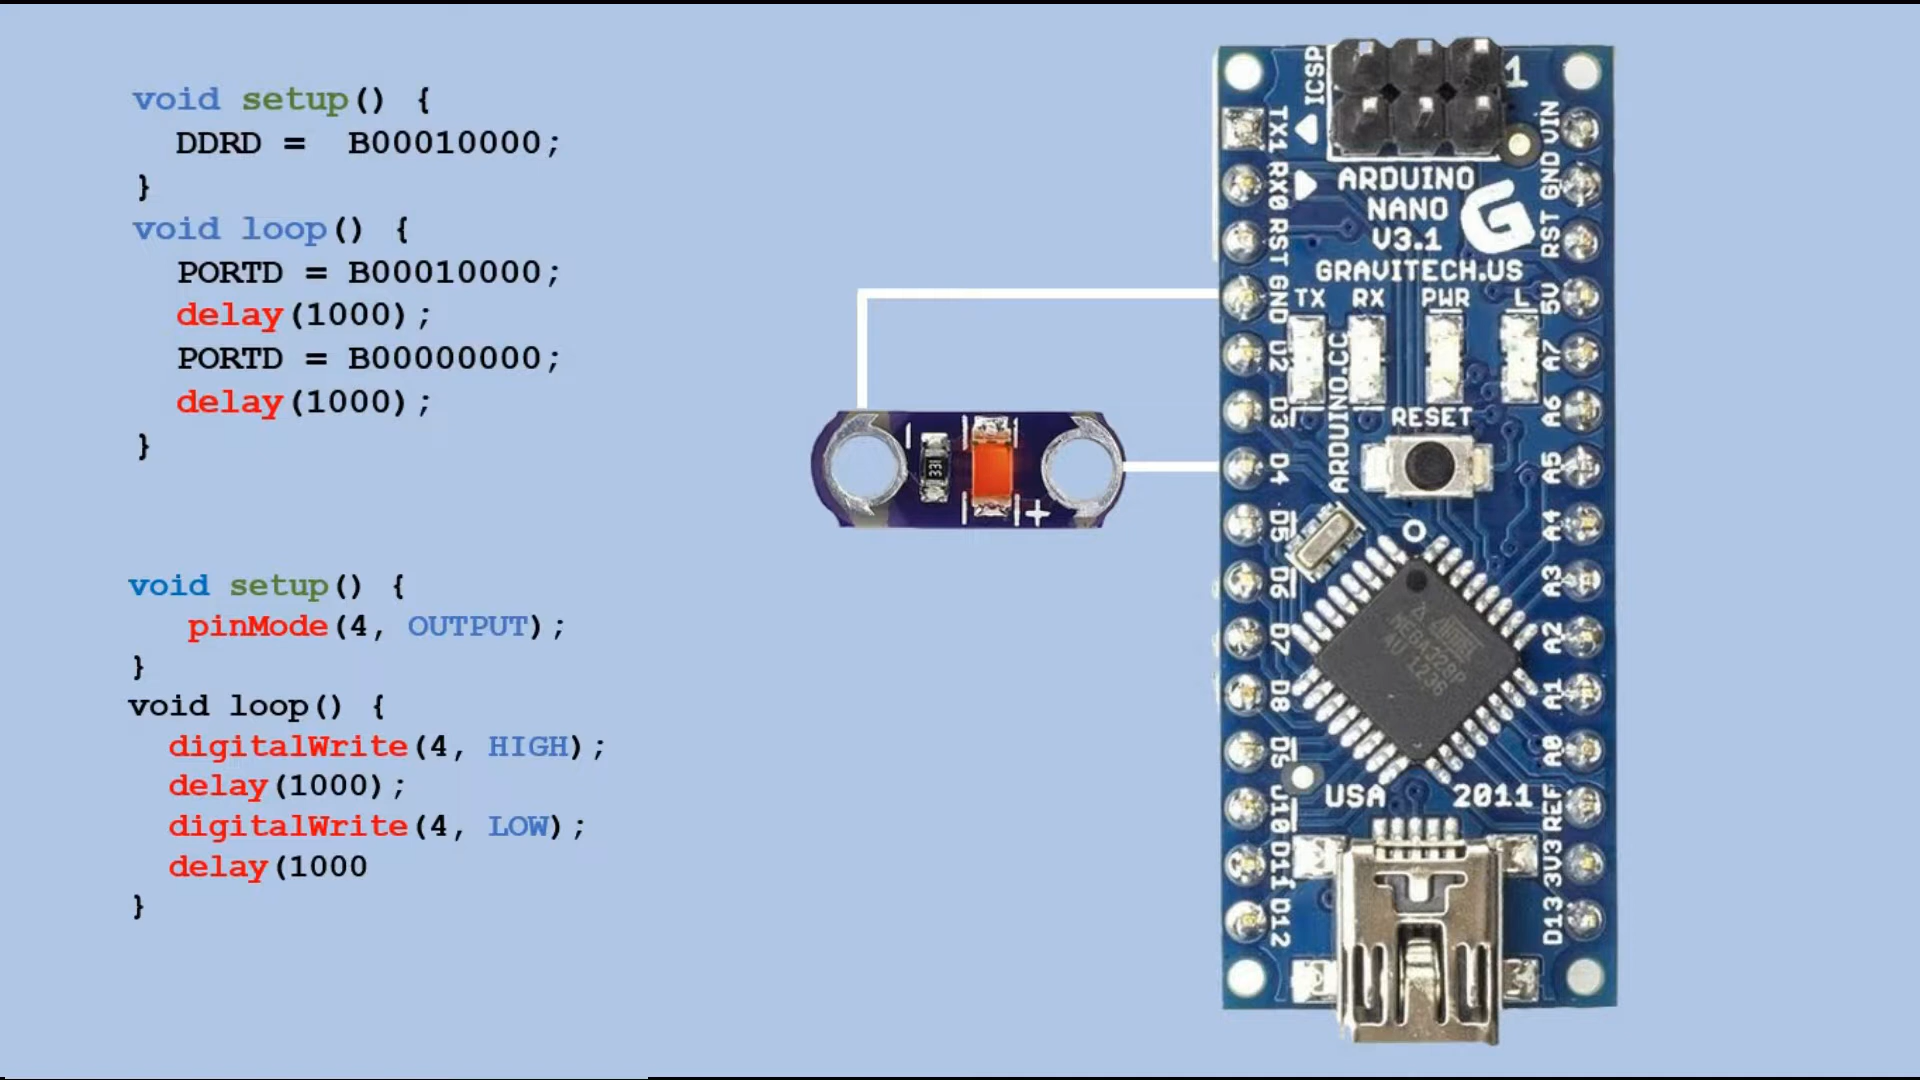 void setup() {
DDRD =  B00010000;
}
void loop() {
PORTD = B00010000;
delay(1000);
PORTD = B00000000;
delay(1000);
}
void setup() {
pinMode(4, OUTPUT);
}
void loop() {
digitalWrite(4, HIGH);
delay(1000);
digitalWrite(4, LOW);
delay(1000
}
331
+
ICSP
1
TX1
RX0
RST
GND
D2
D3
D4
D5
D6
D7
D8
D11
D12
VIN
GND
RST
5V
A7
A6
A5
A4
A3
A2
A1
A0
REF
3V3
D13
ARDUINO
NANO
V3.1
G
GRAVITECH.US
TX RX PWR L
ARDUINO.CC
RESET
MEGA328P
AU 1236
USA 2011